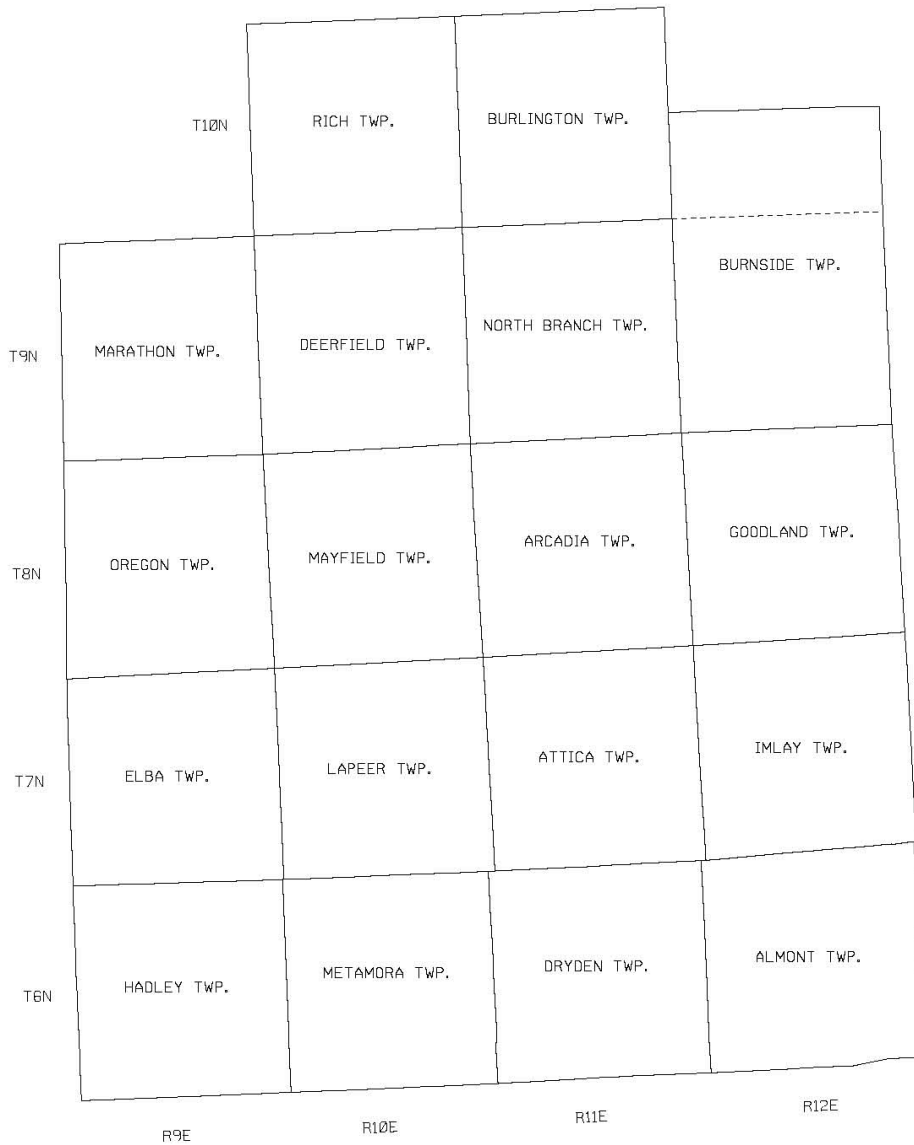 T10N
RICH TWP.
BURLINGTON TWP.
BURNSIDE TWP.
T9N
MARATHON TWP.
DEERFIELD TWP.
NORTH BRANCH TWP.
T8N
OREGON TWP.
MAYFIELD TWP.
ARCADIA TWP.
GOODLAND TWP.
T7N
ELBA TWP.
LAPEER TWP.
ATTICA TWP.
IMLAY TWP.
T6N
HADLEY TWP.
METAMORA TWP.
DRYDEN TWP.
ALMONT TWP.
R9E
R10E
R11E
R12E